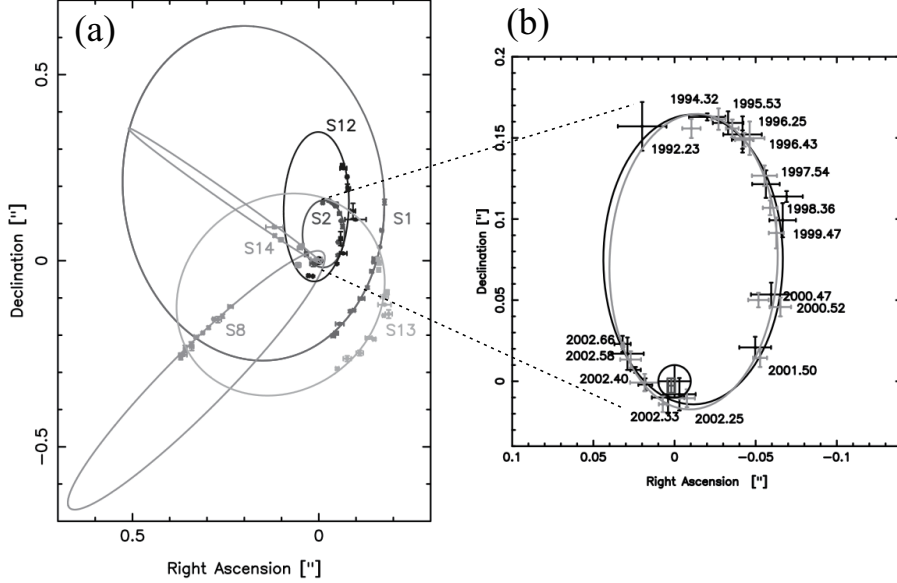 (a)
0.5
0
−0.5
Declination ["]
0.5
0
Right Ascension ["]
S12
S2
S1
S14
S8
S13
(b)
0.2
0.15
0.1
0.05
0
Declination ["]
0.1
0.05
0
−0.05
−0.1
Right Ascension ["]
1994.32
1995.53
1992.23
1996.25
1996.43
1997.54
1998.36
1999.47
2000.47
2000.52
2001.50
2002.66
2002.58
2002.40
2002.33
2002.25